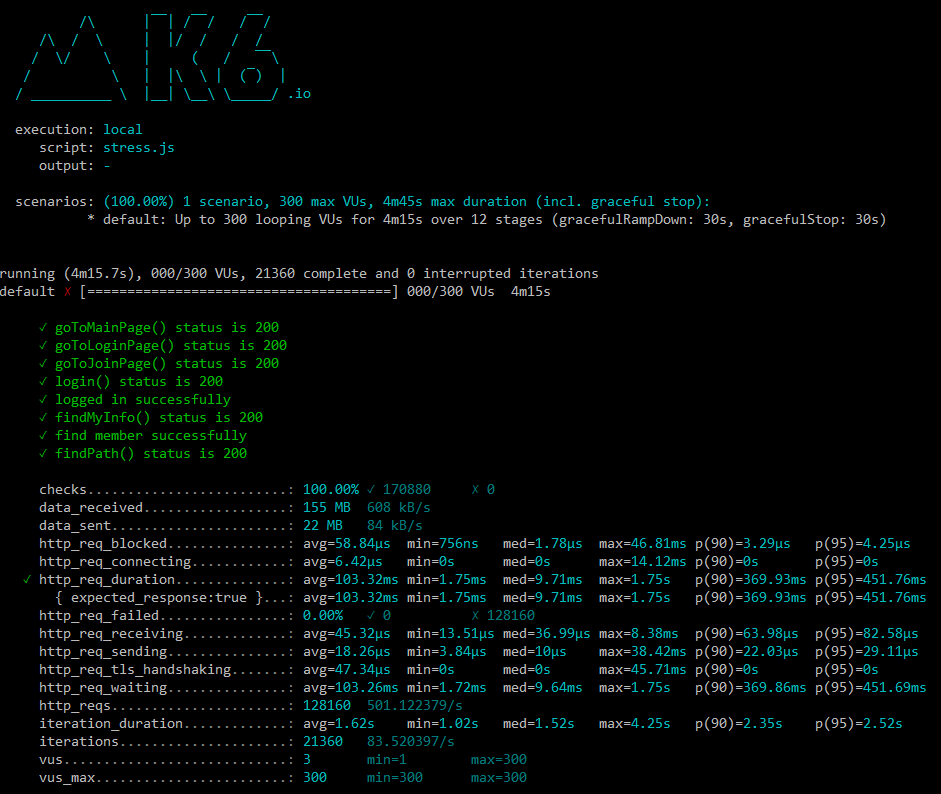 .io
execution: local
script: stress.js
output: -
scenarios: (100.00%) 1 scenario, 300 max VUs, 4m45s max duration (incl. graceful stop):
* default: Up to 300 looping VUs for 4m15s over 12 stages (gracefulRampDown: 30s, gracefulStop: 30s)
running (4m15.7s), 000/300 VUs, 21360 complete and 0 interrupted iterations
default ✗ [======================================] 000/300 VUs  4m15s
✓ goToMainPage() status is 200
✓ goToLoginPage() status is 200
✓ goToJoinPage() status is 200
✓ login() status is 200
✓ logged in successfully
✓ findMyInfo() status is 200
✓ find member successfully
✓ findPath() status is 200
checks.........................: 100.00% ✓ 170880     ✗ 0
data_received..................: 155 MB  608 kB/s
data_sent......................: 22 MB   84 kB/s
http_req_blocked...............: avg=58.84µs  min=756ns   med=1.78µs  max=46.81ms p(90)=3.29µs   p(95)=4.25µs
http_req_connecting............: avg=6.42µs   min=0s      med=0s      max=14.12ms p(90)=0s       p(95)=0s
✓ http_req_duration..............: avg=103.32ms min=1.75ms  med=9.71ms  max=1.75s   p(90)=369.93ms p(95)=451.76ms
{ expected_response:true }...: avg=103.32ms min=1.75ms  med=9.71ms  max=1.75s   p(90)=369.93ms p(95)=451.76ms
http_req_failed................: 0.00%   ✓ 0          ✗ 128160
http_req_receiving.............: avg=45.32µs  min=13.51µs med=36.99µs max=8.38ms  p(90)=63.98µs  p(95)=82.58µs
http_req_sending...............: avg=18.26µs  min=3.84µs  med=10µs    max=38.42ms p(90)=22.03µs  p(95)=29.11µs
http_req_tls_handshaking.......: avg=47.34µs  min=0s      med=0s      max=45.71ms p(90)=0s       p(95)=0s
http_req_waiting...............: avg=103.26ms min=1.72ms  med=9.64ms  max=1.75s   p(90)=369.86ms p(95)=451.69ms
http_reqs......................: 128160  501.122379/s
iteration_duration.............: avg=1.62s    min=1.02s   med=1.52s   max=4.25s   p(90)=2.35s    p(95)=2.52s
iterations.....................: 21360   83.520397/s
vus............................: 3       min=1        max=300
vus_max........................: 300     min=300      max=300